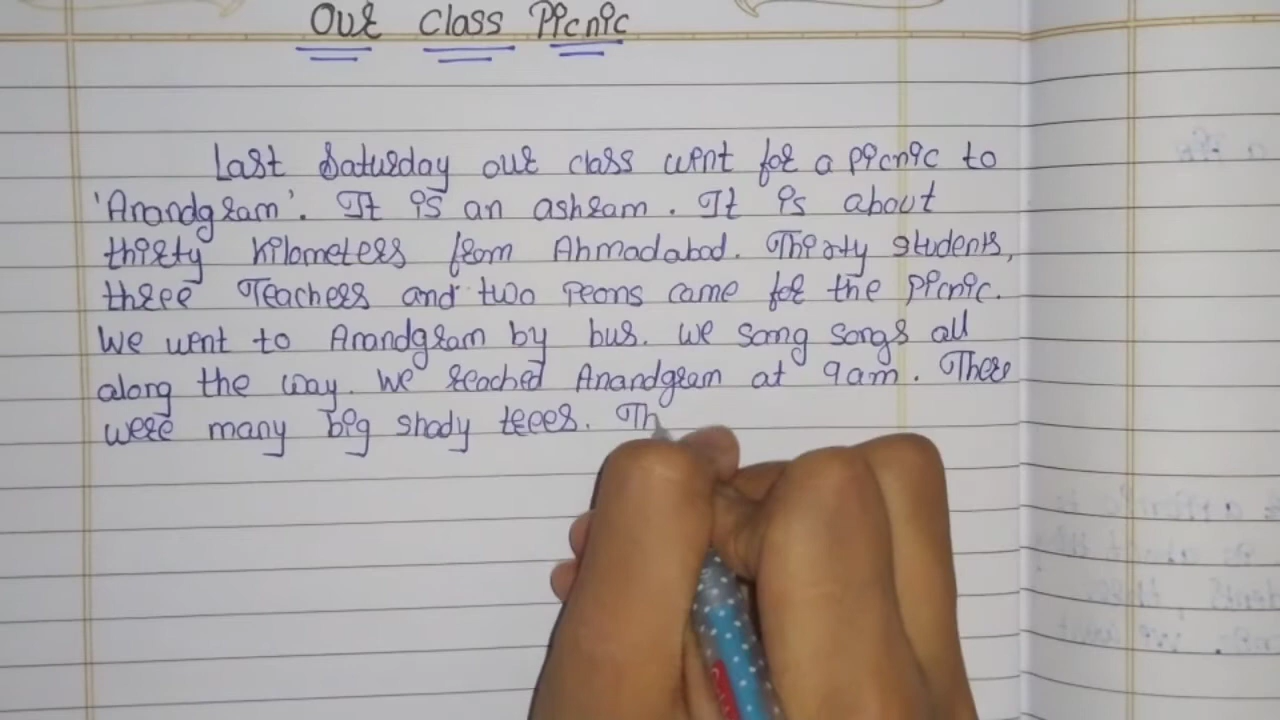 Our Class Picnic
Last Saturday our class went for a picnic to
'Anandgram'. It is an ashram. It is about
thirty kilometers from Ahmadabad. Thirty students,
three Teachers and two peons came for the picnic.
We went to Anandgram by bus. We sang songs all
along the way. We reached Anandgram at 9am. There
were many big shady trees. Th